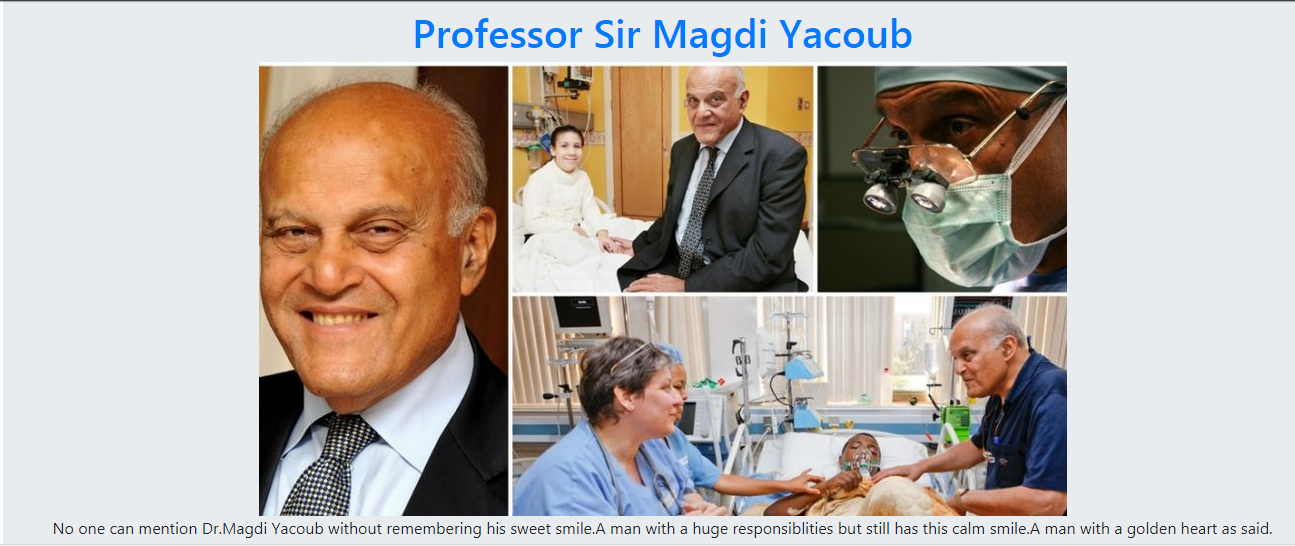 Professor Sir Magdi Yacoub
No one can mention Dr.Magdi Yacoub without remembering his sweet smile.A man with a huge responsiblities but still has this calm smile.A man with a golden heart as said.